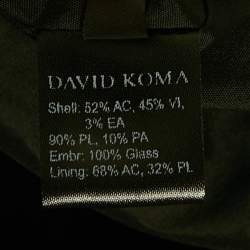 DAVID KOMA
Shell: 52% AC, 45% VI,
3% EA
90% PL, 10% PA
Embr: 100% Glass
Lining: 68% AC, 32% PL